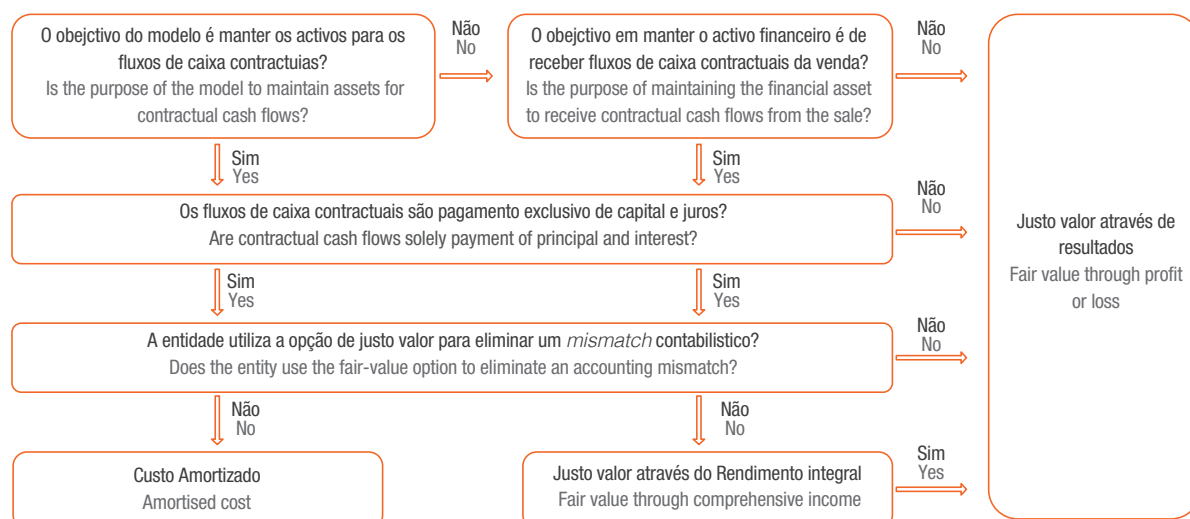 O obejctivo do modelo é manter os activos para os
fluxos de caixa contractuias?
Is the purpose of the model to maintain assets for
contractual cash flows?
Não
No
O obejctivo em manter o activo financeiro é de
receber fluxos de caixa contractuais da venda?
Is the purpose of maintaining the financial asset
to receive contractual cash flows from the sale?
Não
No
Sim
Yes
Sim
Yes
Os fluxos de caixa contractuais são pagamento exclusivo de capital e juros?
Are contractual cash flows solely payment of principal and interest?
Não
No
Justo valor através de
resultados
Fair value through profit
or loss
Sim
Yes
Sim
Yes
A entidade utiliza a opção de justo valor para eliminar um mismatch contabilistico?
Does the entity use the fair-value option to eliminate an accounting mismatch?
Não
No
Não
No
Não
No
Custo Amortizado
Amortised cost
Justo valor através do Rendimento integral
Fair value through comprehensive income
Sim
Yes